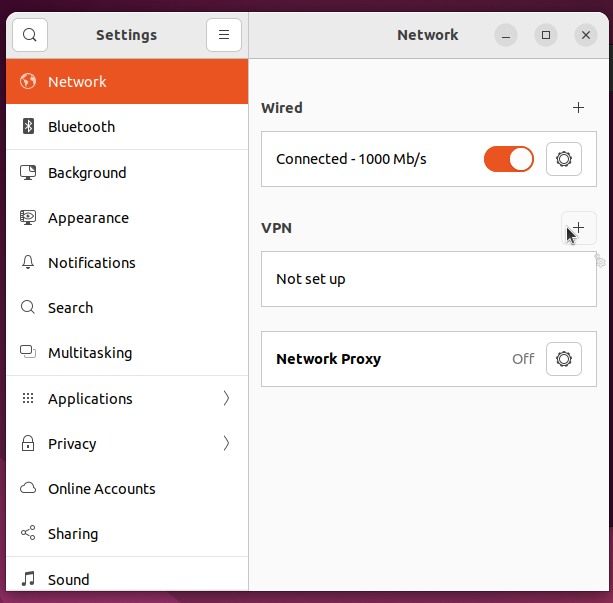 Settings
Network
Network
Bluetooth
Background
Appearance
Notifications
Search
Multitasking
Applications
Privacy
Online Accounts
Sharing
Sound
Wired
Connected - 1000 Mb/s
VPN
Not set up
Network Proxy Off